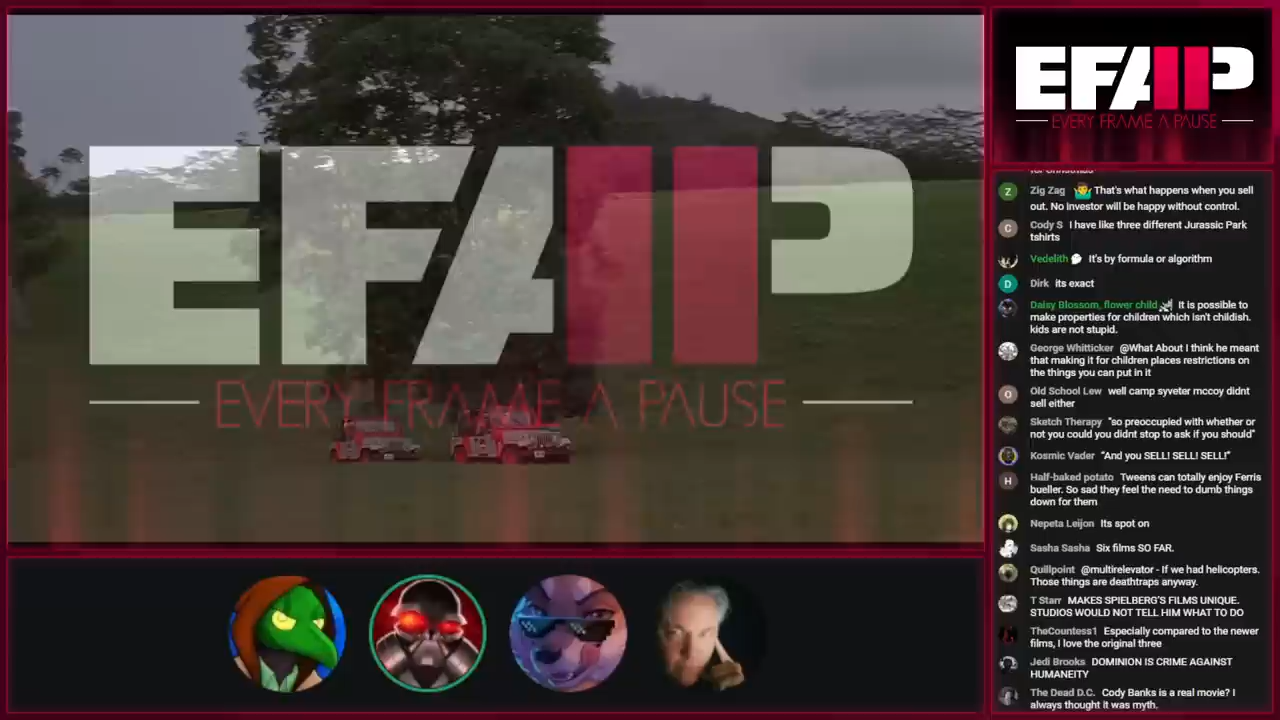 EFAP
EVERY FRAME A PAUSE
EFAP
EVERY FRAME A PAUSE
for Christmas
Zig Zag That's what happens when you sell
out. No investor will be happy without control.
Cody S I have like three different Jurassic Park
tshirts
Vedelith It's by formula or algorithm
Dirk its exact
Daisy Blossom, flower child It is possible to
make properties for children which isn't childish.
kids are not stupid.
George Whitticker @What About I think he meant
that making it for children places restrictions on
the things you can put in it
Old School Lew well camp syveter mccoy didnt
sell either
Sketch Therapy "so preoccupied with whether or
not you could you didnt stop to ask if you should"
Kosmic Vader "And you SELL! SELL! SELL!"
Half-baked potato Tweens can totally enjoy Ferris
bueller. So sad they feel the need to dumb things
down for them
Nepeta Leijon Its spot on
Sasha Sasha Six films SO FAR.
Quillpoint @multirelevator - If we had helicopters.
Those things are deathtraps anyway.
T Starr MAKES SPIELBERG'S FILMS UNIQUE.
STUDIOS WOULD NOT TELL HIM WHAT TO DO
TheCountess1 Especially compared to the newer
films, I love the original three
Jedi Brooks DOMINION IS CRIME AGAINST
HUMANEITY
The Dead D.C. Cody Banks is a real movie? I
always thought it was myth.
Z
C
D
O
H